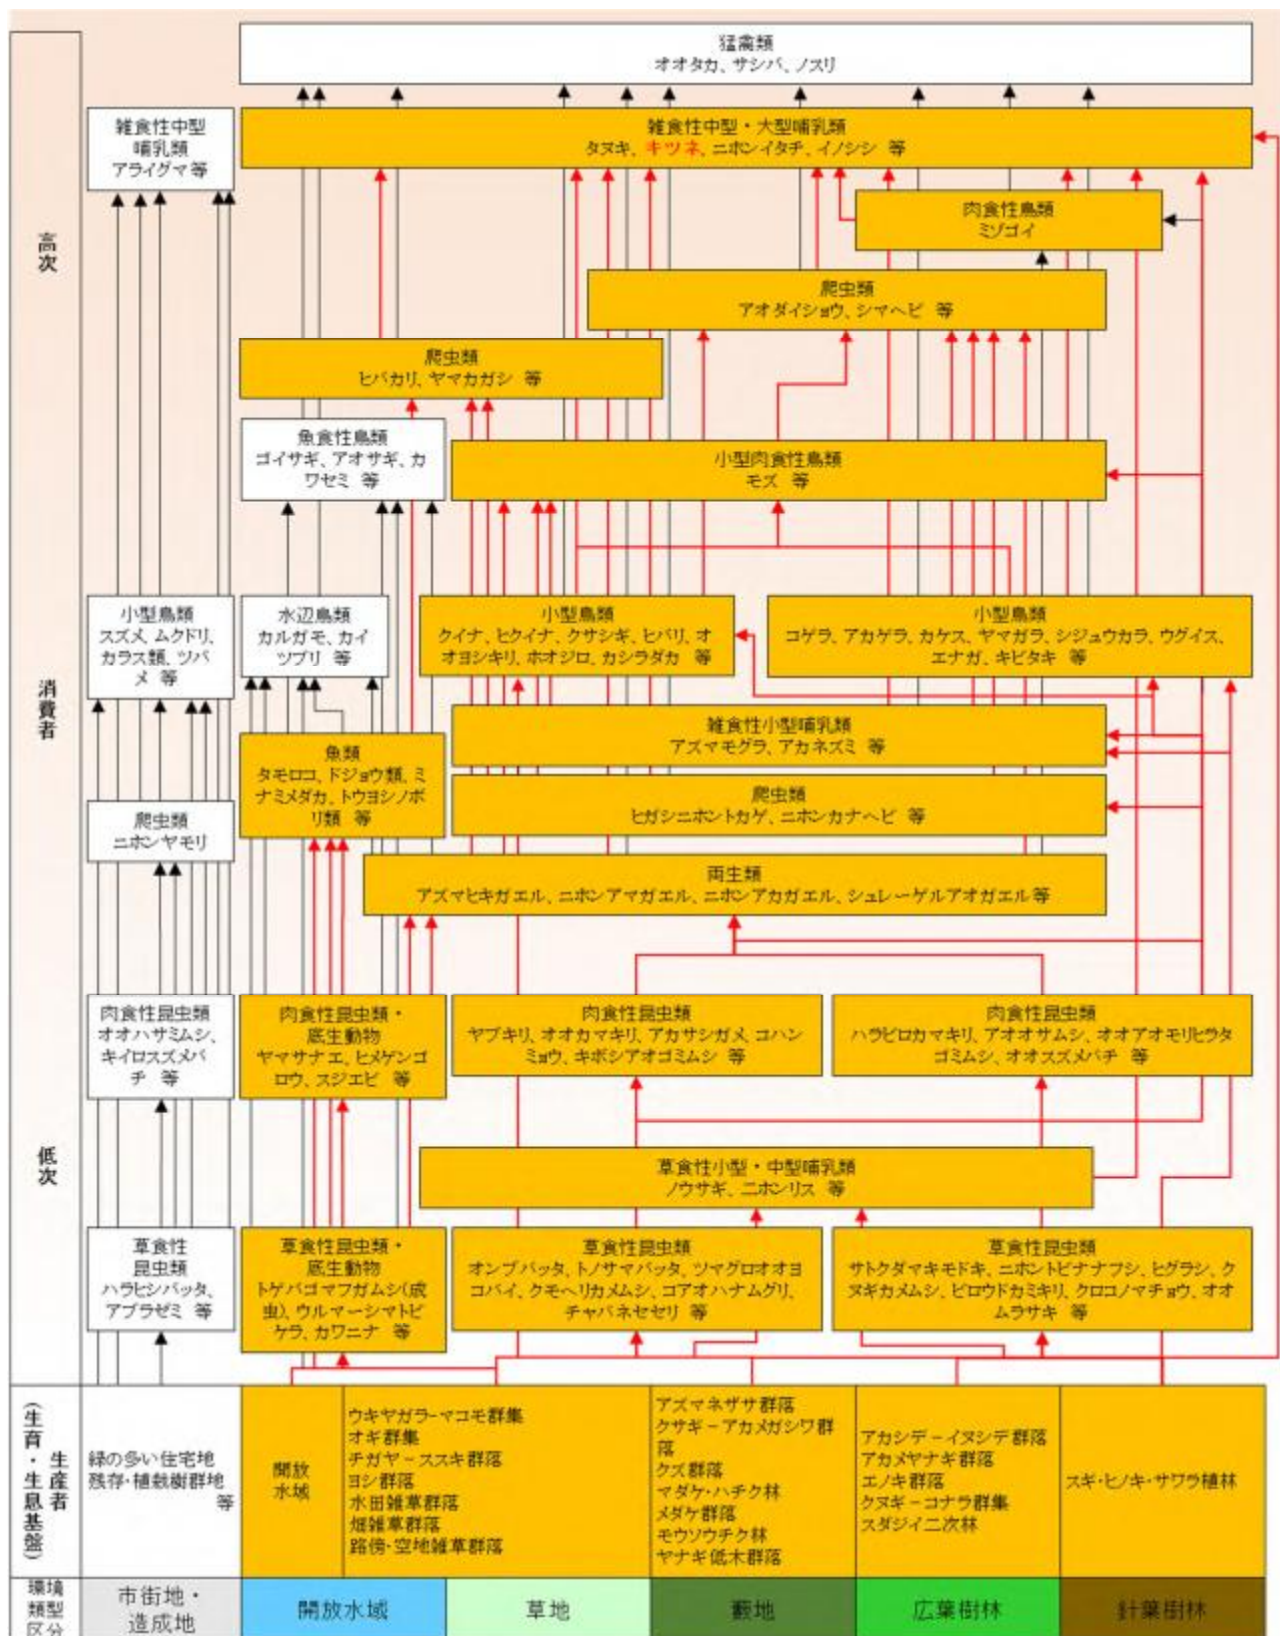 猛禽類
オオタカ、サシバ、ノスリ
雑食性中型
哺乳類
アライグマ等
雑食性中型・大型哺乳類
タヌキ、キツネ、ニホンイタチ、イノシシ 等
肉食性鳥類
ミゾゴイ
高次
爬虫類
アオダイショウ、シマヘビ 等
爬虫類
ヒバカリ、ヤマカガシ 等
魚食性鳥類
ゴイサギ、アオサギ、カ
ワセミ 等
小型肉食性鳥類
モズ 等
消費者
小型鳥類
スズメ、ムクドリ、
カラス類、ツバ
メ 等
水辺鳥類
カルガモ、カイ
ツブリ 等
小型鳥類
クイナ、ヒクイナ、クサシギ、ヒバリ、オ
オヨシキリ、ホオジロ、カシラダカ 等
小型鳥類
コゲラ、アカゲラ、カケス、ヤマガラ、シジュウカラ、ウグイス、
エナガ、キビタキ 等
雑食性小型哺乳類
アズマモグラ、アカネズミ 等
魚類
タモロコ、ドジョウ類、ミ
ナミメダカ、トウヨシノボ
リ類 等
爬虫類
ヒガシニホントカゲ、ニホンカナヘビ 等
爬虫類
ニホンヤモリ
両生類
アズマヒキガエル、ニホンアマガエル、ニホンアカガエル、シュレーゲルアオガエル等
肉食性昆虫類
オオハサミムシ、
キイロスズメバ
チ 等
肉食性昆虫類・
底生動物
ヤマサナエ、ヒメゲンゴ
ロウ、スジエビ 等
肉食性昆虫類
ヤブキリ、オオカマキリ、アカサシガメ、コハン
ミョウ、キボシアオゴミムシ 等
肉食性昆虫類
ハラビロカマキリ、アオオサムシ、オオアオモリヒラタ
ゴミムシ、オオスズメバチ 等
低次
草食性小型・中型哺乳類
ノウサギ、ニホンリス 等
草食性
昆虫類
ハラヒシバッタ、
アブラゼミ 等
草食性昆虫類・
底生動物
トゲバゴマフガムシ(成
虫)、ウルマーシマトビ
ケラ、カワニナ 等
草食性昆虫類
オンブバッタ、トノサマバッタ、ツマグロオオヨ
コバイ、クモヘリカメムシ、コアオハナムグリ、
チャバネセセリ 等
草食性昆虫類
サトクダマキモドキ、ニホントビナナフシ、ヒグラシ、ク
ヌギカメムシ、ビロウドカミキリ、クロコノマチョウ、オオ
ムラサキ 等
生産者
(生育・生息基盤)
緑の多い住宅地
残存・植栽樹群地
等
開放
水域
ウキヤガラーマコモ群集
オギ群集
チガヤーススキ群落
ヨシ群落
水田雑草群落
畑雑草群落
路傍・空地雑草群落
アズマネザサ群落
クサギーアカメガシワ群
落
クズ群落
マダケ・ハチク林
メダケ群落
モウソウチク林
ヤナギ低木群落
アカシデーイヌシデ群落
アカメヤナギ群落
エノキ群落
クヌギーコナラ群集
スダジイ二次林
スギ・ヒノキ・サワラ植林
環境
類型
区分
市街地・
造成地
開放水域
草地
藪地
広葉樹林
針葉樹林